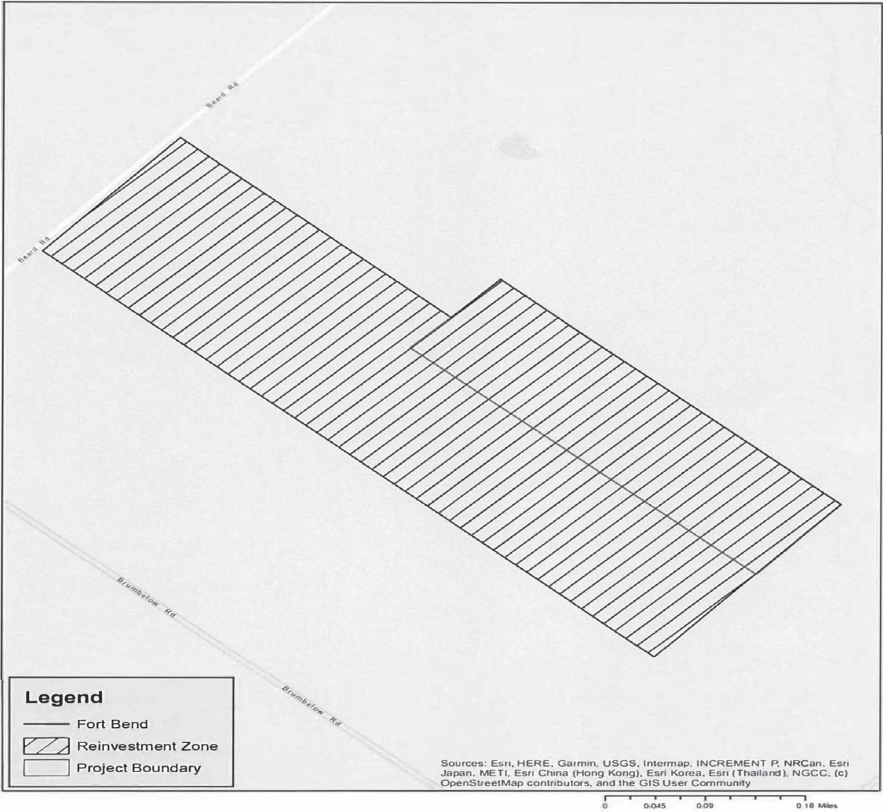 Beard Rd
Beard Rd
Brumbelow Rd
Brumbelow Rd
Legend
Fort Bend
Reinvestment Zone
Project Boundary
Sources: Esri, HERE, Garmin, USGS, Intermap, INCREMENT P, NRCan, Esri
Japan, METI, Esri China (Hong Kong), Esri Korea, Esri (Thailand), NGCC, (c)
OpenStreetMap contributors, and the GIS User Community
0 0.045 0.09 0.18 Miles